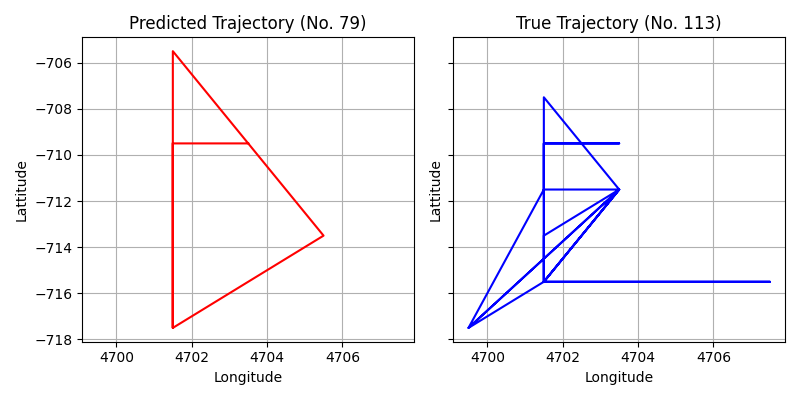 Predicted Trajectory (No. 79)
True Trajectory (No. 113)
Lattitude
−706
−708
−710
−712
−714
−716
−718
4700
4702
4704
4706
Longitude
Lattitude
4700
4702
4704
4706
Longitude